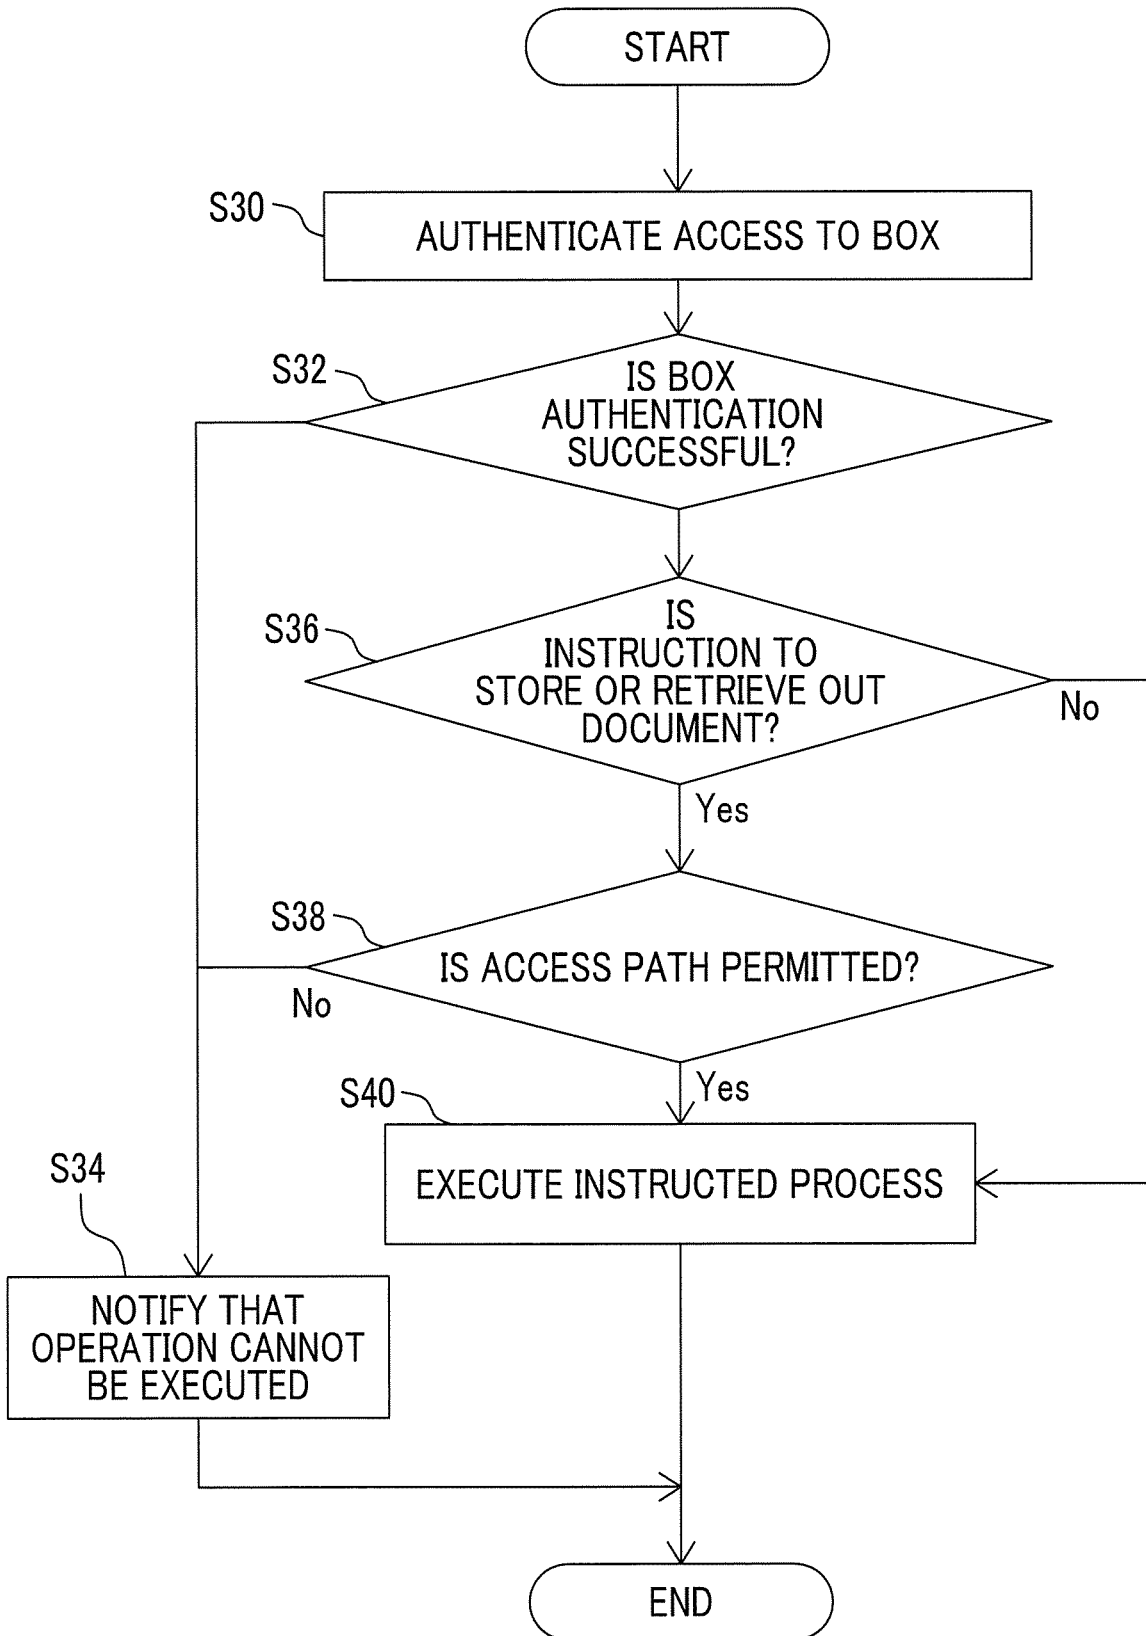 START
S30
AUTHENTICATE ACCESS TO BOX
S32
IS BOX
AUTHENTICATION
SUCCESSFUL?
S36
IS
INSTRUCTION TO
STORE OR RETRIEVE OUT
DOCUMENT?
No
Yes
S38
IS ACCESS PATH PERMITTED?
No
Yes
S40
EXECUTE INSTRUCTED PROCESS
S34
NOTIFY THAT
OPERATION CANNOT
BE EXECUTED
END